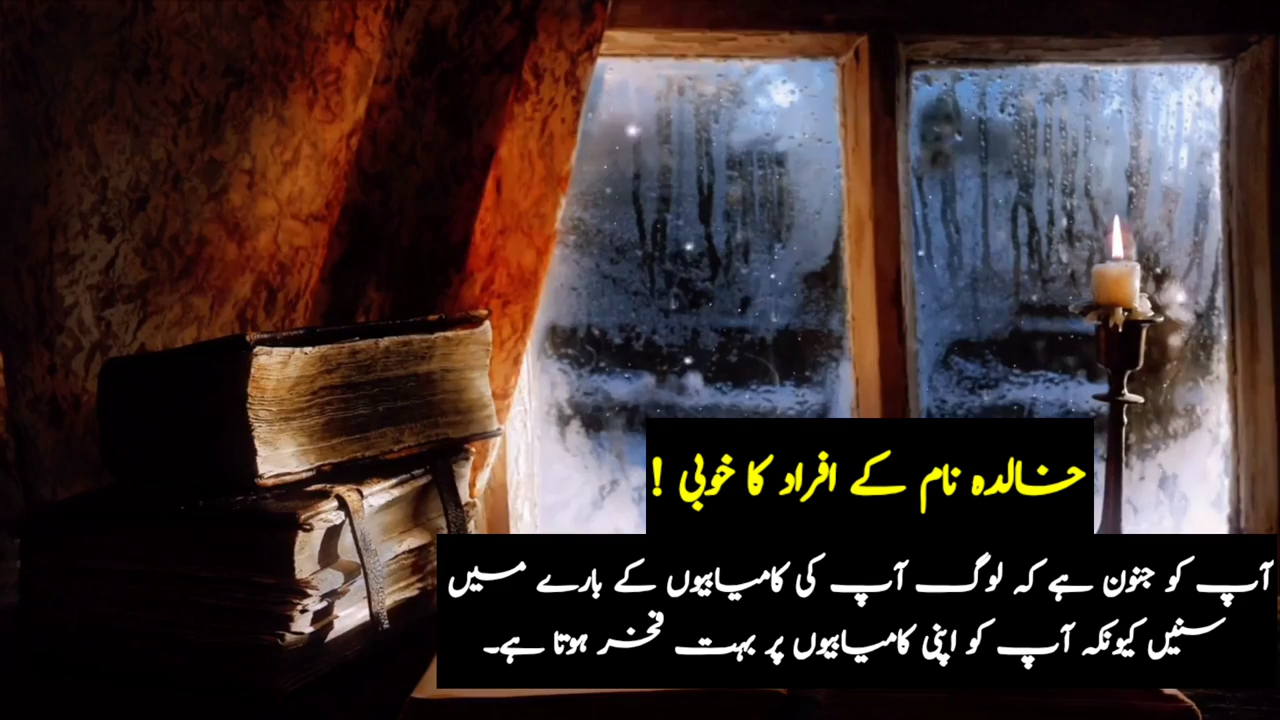 خالدہ نام کے افراد کا خوبی !
آپ کو جنون ہے کہ لوگ آپ کی کامیابیوں کے بارے میں
سنیں کیونکہ آپ کو اپنی کامیابیوں پر بہت فخر ہوتا ہے۔